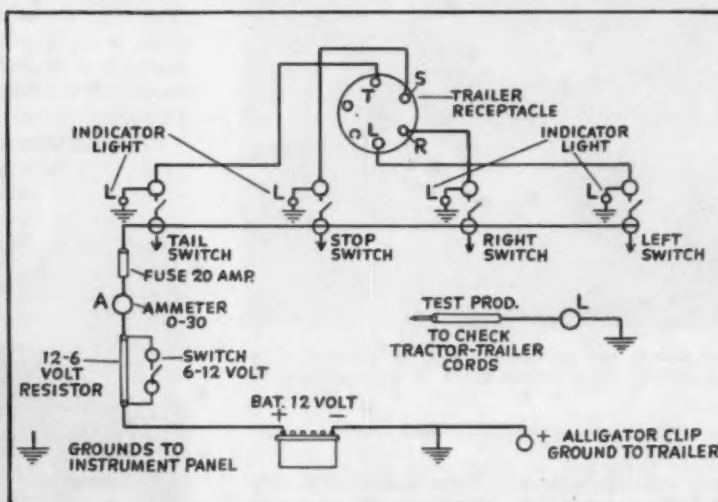 S
T
TRAILER
RECEPTACLE
INDICATOR
LIGHT
C
L
R
INDICATOR
LIGHT
L
L
L
L
TAIL
SWITCH
STOP
SWITCH
RIGHT
SWITCH
LEFT
SWITCH
FUSE 20 AMP.
A
AMMETER
0-30
TEST PROD.
L
TO CHECK
TRACTOR-TRAILER
CORDS
12-6
VOLT
RESISTOR
SWITCH
6-12 VOLT
BAT. 12 VOLT
+ −
GROUNDS TO
INSTRUMENT PANEL
+ ALLIGATOR CLIP
GROUND TO TRAILER